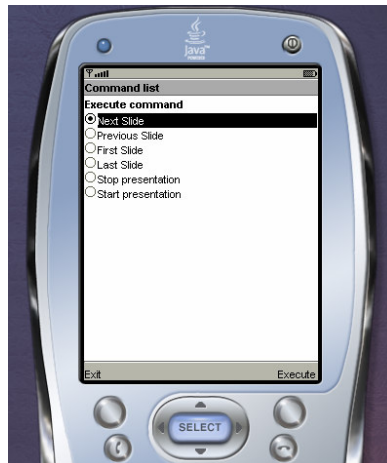 Java
Command list
Execute command
Next Slide
Previous Slide
First Slide
Last Slide
Stop presentation
Start presentation
Exit
Execute
SELECT